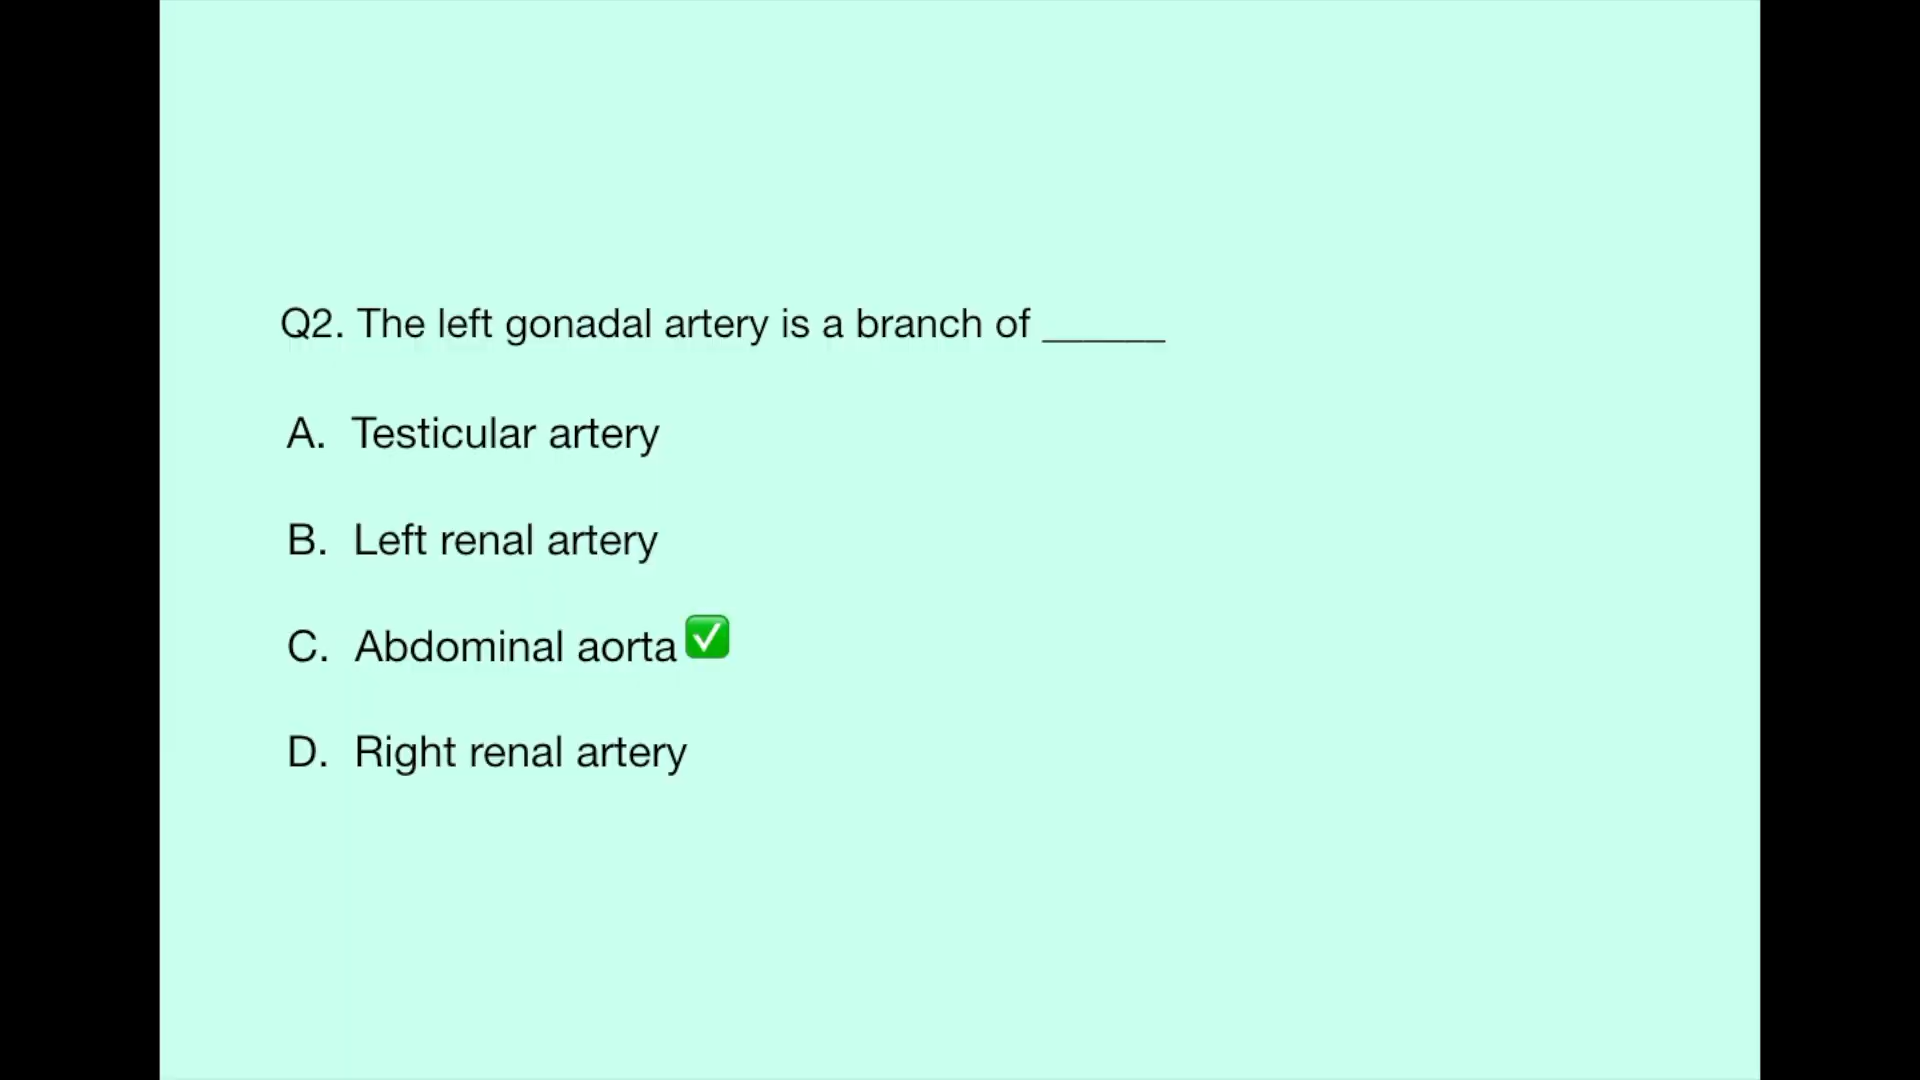 Q2. The left gonadal artery is a branch of ______
A. Testicular artery
B. Left renal artery
C. Abdominal aorta ✅
D. Right renal artery